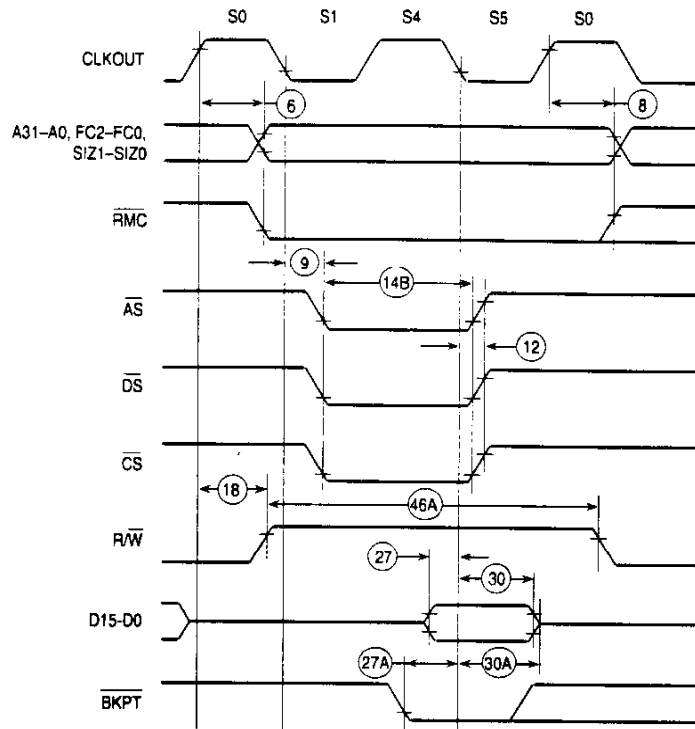 S0 S1 S4 S5 S0
CLKOUT
6 8
A31–A0, FC2–FC0,
SIZ1–SIZ0
RMC
9 14B
AS
12
DS
CS
18 46A
R/W
27 30
D15-D0
27A 30A
BKPT